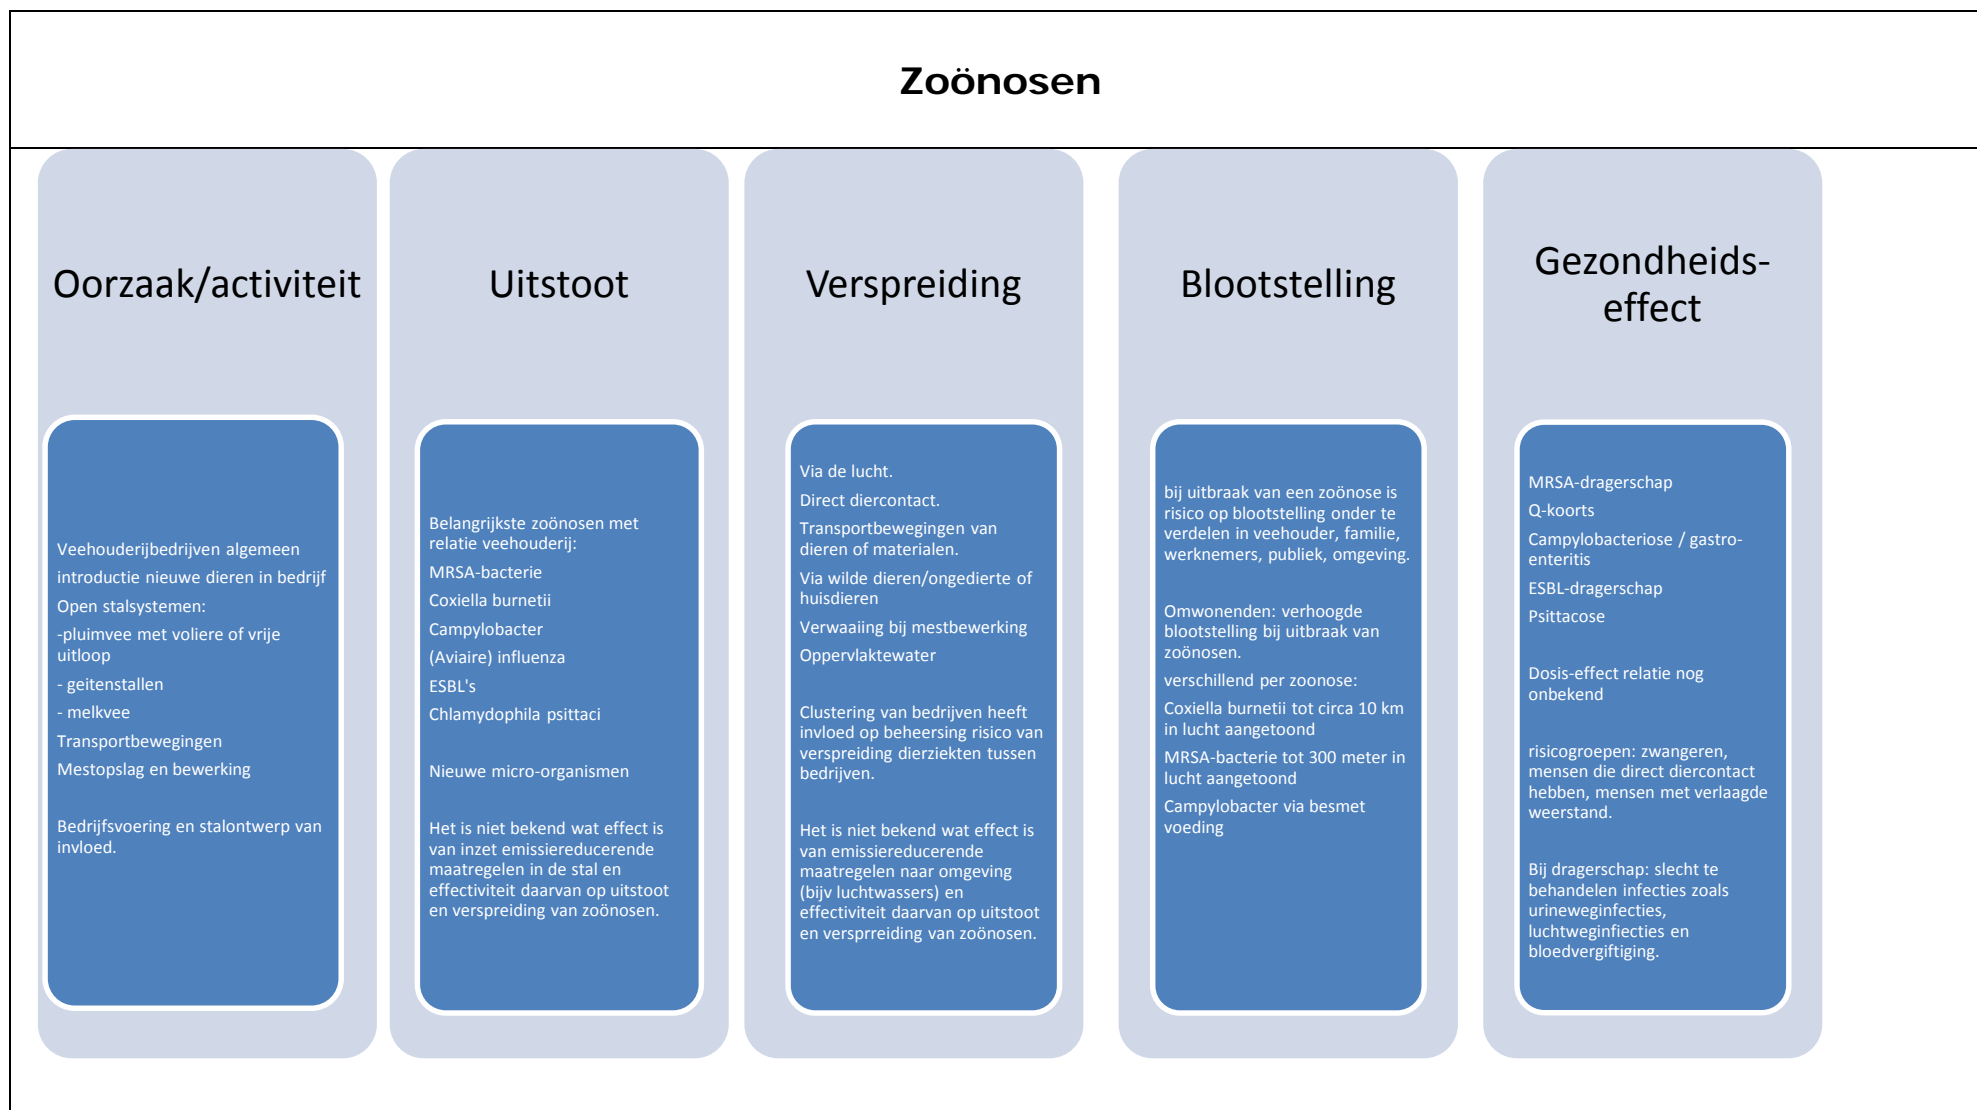 Zoönosen
Oorzaak/activiteit
Veehouderijbedrijven algemeen
introductie nieuwe dieren in bedrijf
Open stalsystemen:
-pluimvee met voliere of vrije
uitloop
- geitenstallen
- melkvee
Transportbewegingen
Mestopslag en bewerking
Bedrijfsvoering en stalontwerp van
invloed.
Uitstoot
Belangrijkste zoönosen met
relatie veehouderij:
MRSA-bacterie
Coxiella burnetii
Campylobacter
(Aviaire) influenza
ESBL's
Chlamydophila psittaci
Nieuwe micro-organismen
Het is niet bekend wat effect is
van inzet emissiereducerende
maatregelen in de stal en
effectiviteit daarvan op uitstoot
en verspreiding van zoönosen.
Verspreiding
Via de lucht.
Direct diercontact.
Transportbewegingen van
dieren of materialen.
Via wilde dieren/ongedierte of
huisdieren
Verwaaiing bij mestbewerking
Oppervlaktewater
Clustering van bedrijven heeft
invloed op beheersing risico van
verspreiding dierziekten tussen
bedrijven.
Het is niet bekend wat effect is
van emissiereducerende
maatregelen naar omgeving
(bijv luchtwassers) en
effectiviteit daarvan op uitstoot
en versprreiding van zoönosen.
Blootstelling
bij uitbraak van een zoönose is
risico op blootstelling onder te
verdelen in veehouder, familie,
werknemers, publiek, omgeving.
Omwonenden: verhoogde
blootstelling bij uitbraak van
zoönosen.
verschillend per zoonose:
Coxiella burnetii tot circa 10 km
in lucht aangetoond
MRSA-bacterie tot 300 meter in
lucht aangetoond
Campylobacter via besmet
voeding
Gezondheids-
effect
MRSA-dragerschap
Q-koorts
Campylobacteriose / gastro-
enteritis
ESBL-dragerschap
Psittacose
Dosis-effect relatie nog
onbekend
risicogroepen: zwangeren,
mensen die direct diercontact
hebben, mensen met verlaagde
weerstand.
Bij dragerschap: slecht te
behandelen infecties zoals
urineweginfecties,
luchtweginfiecties en
bloedvergiftiging.